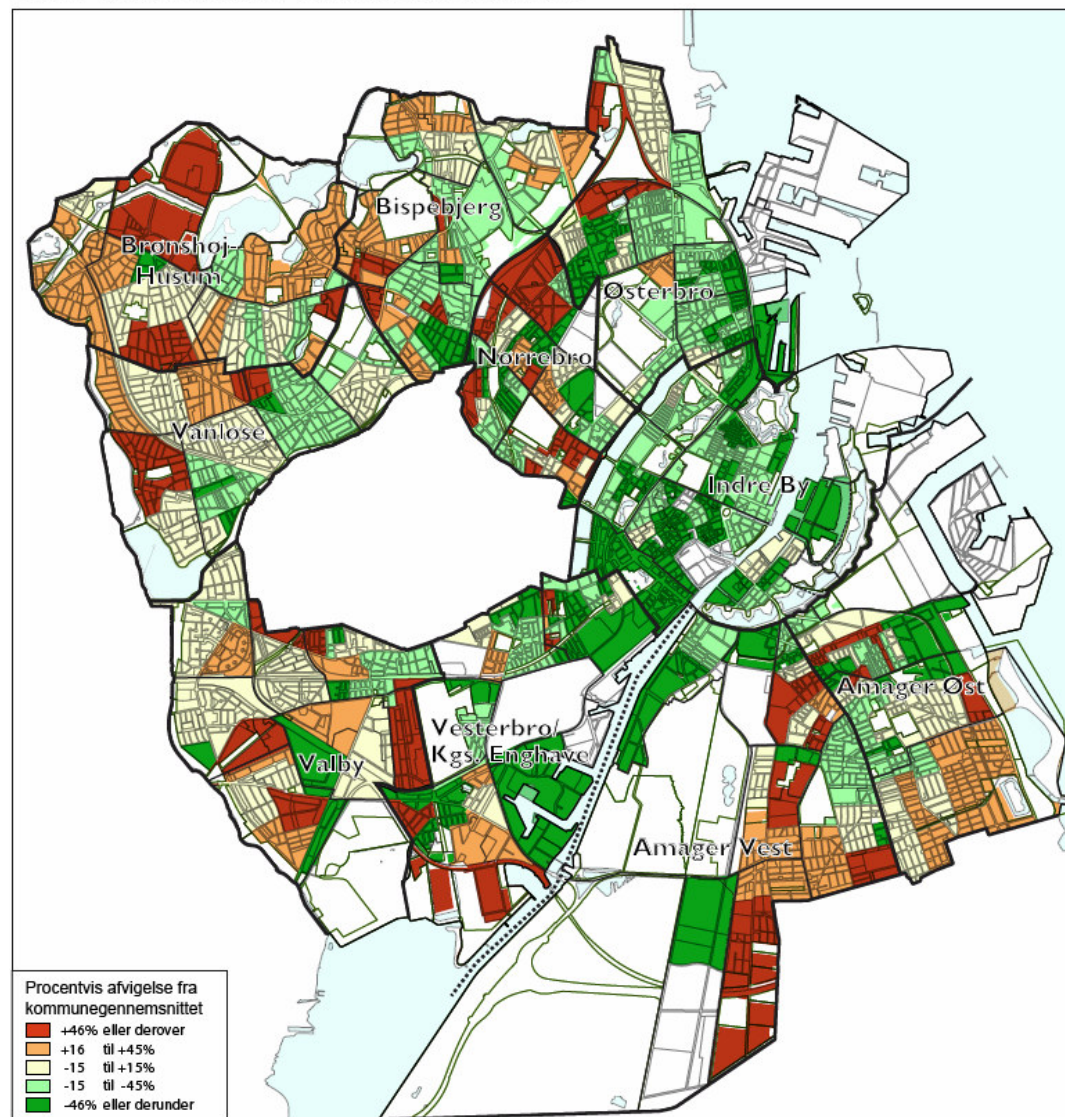 Bispebjerg
Brønshøj-
Husum
Østerbro
Nørrebro
Vanløse
Indre By
Amager Øst
Vesterbro/
Kgs. Enghave
Valby
Amager Vest
Procentvis afvigelse fra
kommunegennemsnittet
+46% eller derover
+16 til +45%
-15 til +15%
-15 til -45%
-46% eller derunder